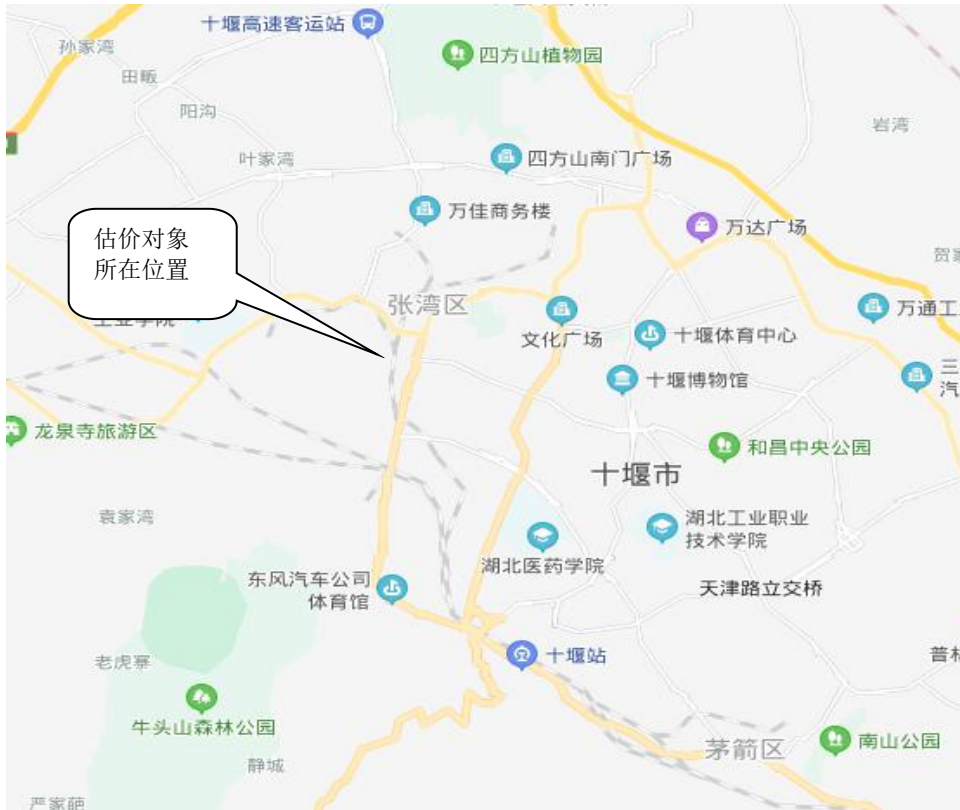 十堰高速客运站
孙家湾
四方山植物园
田畈
阳沟
岩湾
叶家湾
四方山南门广场
万佳商务楼
万达广场
估价对象
所在位置
张湾区
文化广场
十堰体育中心
万通工
十堰博物馆
龙泉寺旅游区
和昌中央公园
十堰市
袁家湾
湖北工业职业
技术学院
湖北医药学院
东风汽车公司
体育馆
天津路立交桥
老虎寨
十堰站
普林
牛头山森林公园
茅箭区
南山公园
静城
严家葩